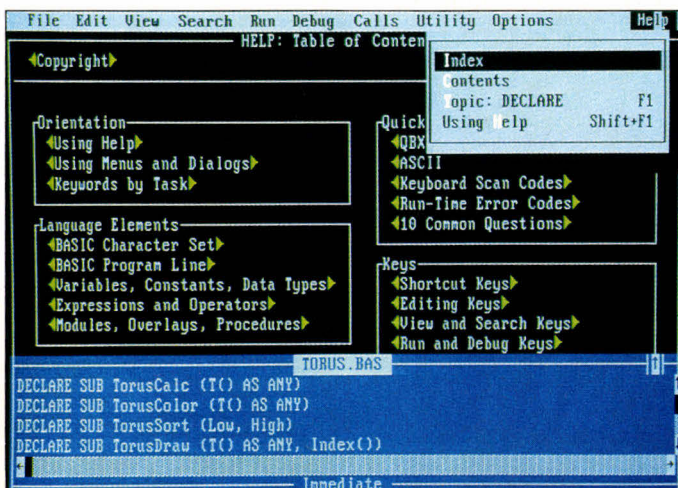 File Edit View Search Run Debug Calls Utility Options Help
HELP: Table of Conten
◄Copyright►
Index
Contents
Topic: DECLARE F1
Using Help Shift+F1
Orientation
◄Using Help►
◄Using Menus and Dialogs►
◄Keywords by Task►
Quick
◄QBX
◄ASCII
◄Keyboard Scan Codes►
◄Run-Time Error Codes►
◄10 Common Questions►
Language Elements
◄BASIC Character Set►
◄BASIC Program Line►
◄Variables, Constants, Data Types►
◄Expressions and Operators►
◄Modules, Overlays, Procedures►
Keys
◄Shortcut Keys►
◄Editing Keys►
◄View and Search Keys►
◄Run and Debug Keys►
TORUS.BAS
DECLARE SUB TorusCalc (T() AS ANY)
DECLARE SUB TorusColor (T() AS ANY)
DECLARE SUB TorusSort (Low, High)
DECLARE SUB TorusDraw (T() AS ANY, Index())
Immediate